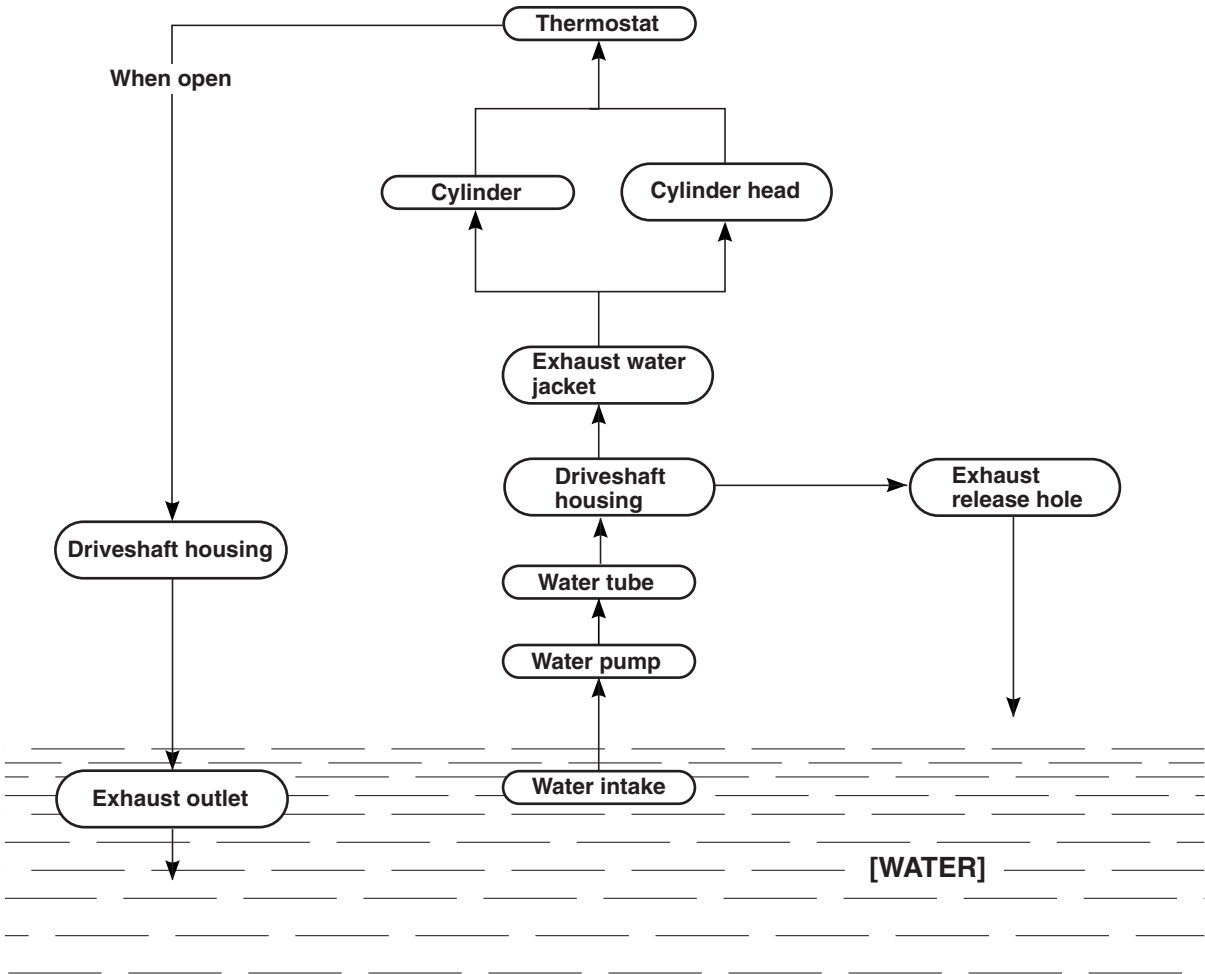 Thermostat
When open
Cylinder
Cylinder head
Exhaust water
jacket
Driveshaft
housing
Exhaust
release hole
Driveshaft housing
Water tube
Water pump
Water intake
Exhaust outlet
[WATER]